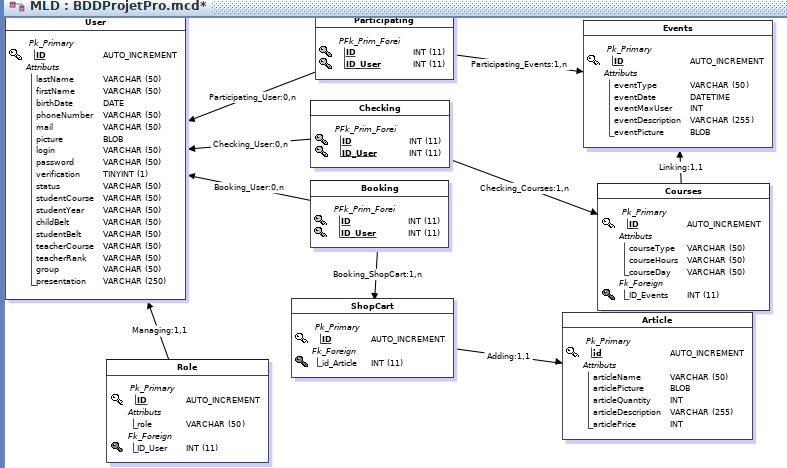 MLD : BDDProjetPro.mcd*
User
Pk_Primary
ID AUTO_INCREMENT
Attributs
lastName VARCHAR (50)
firstName VARCHAR (50)
birthDate DATE
phoneNumber VARCHAR (50)
mail VARCHAR (50)
picture BLOB
login VARCHAR (50)
password VARCHAR (50)
verification TINYINT (1)
status VARCHAR (50)
studentCourse VARCHAR (50)
studentYear VARCHAR (50)
childBelt VARCHAR (50)
studentBelt VARCHAR (50)
teacherCourse VARCHAR (50)
teacherRank VARCHAR (50)
group VARCHAR (50)
presentation VARCHAR (250)
Participating
PFk_Prim_Forei
ID INT (11)
ID_User INT (11)
Participating_User:0,n
Participating_Events:1,n
Events
Pk_Primary
ID AUTO_INCREMENT
Attributs
eventType VARCHAR (50)
eventDate DATETIME
eventMaxUser INT
eventDescription VARCHAR (255)
eventPicture BLOB
Checking
PFk_Prim_Forei
ID INT (11)
ID_User INT (11)
Checking_User:0,n
Checking_Courses:1,n
Linking:1,1
Booking
PFk_Prim_Forei
ID INT (11)
ID_User INT (11)
Booking_User:0,n
Booking_ShopCart:1,n
Courses
Pk_Primary
ID AUTO_INCREMENT
Attributs
courseType VARCHAR (50)
courseHours VARCHAR (50)
courseDay VARCHAR (50)
Fk_Foreign
ID_Events INT (11)
ShopCart
Pk_Primary
ID AUTO_INCREMENT
Fk_Foreign
id_Article INT (11)
Adding:1,1
Article
Pk_Primary
id AUTO_INCREMENT
Attributs
articleName VARCHAR (50)
articlePicture BLOB
articleQuantity INT
articleDescription VARCHAR (255)
articlePrice INT
Managing:1,1
Role
Pk_Primary
ID AUTO_INCREMENT
Attributs
role VARCHAR (50)
Fk_Foreign
ID_User INT (11)